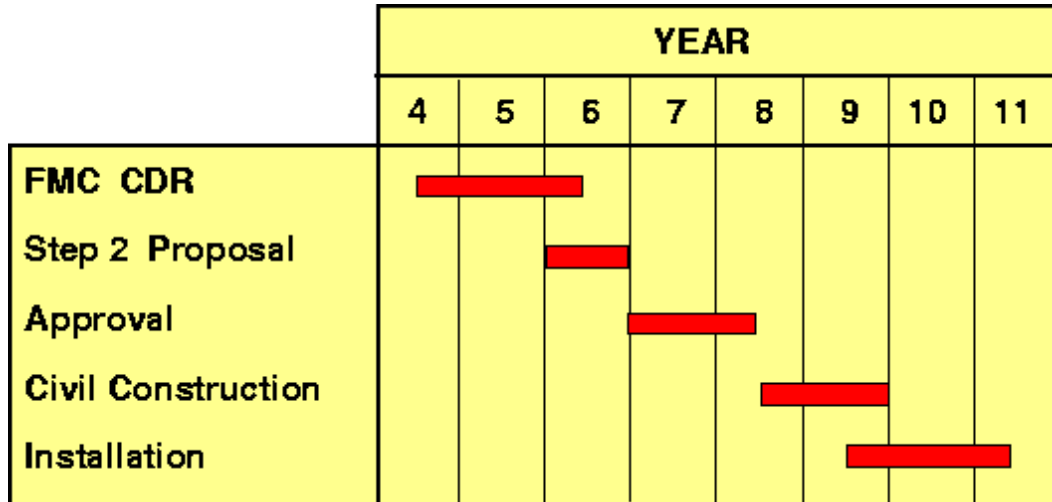 YEAR
4 5 6 7 8 9 10 11
FMC CDR
Step 2 Proposal
Approval
Civil Construction
Installation